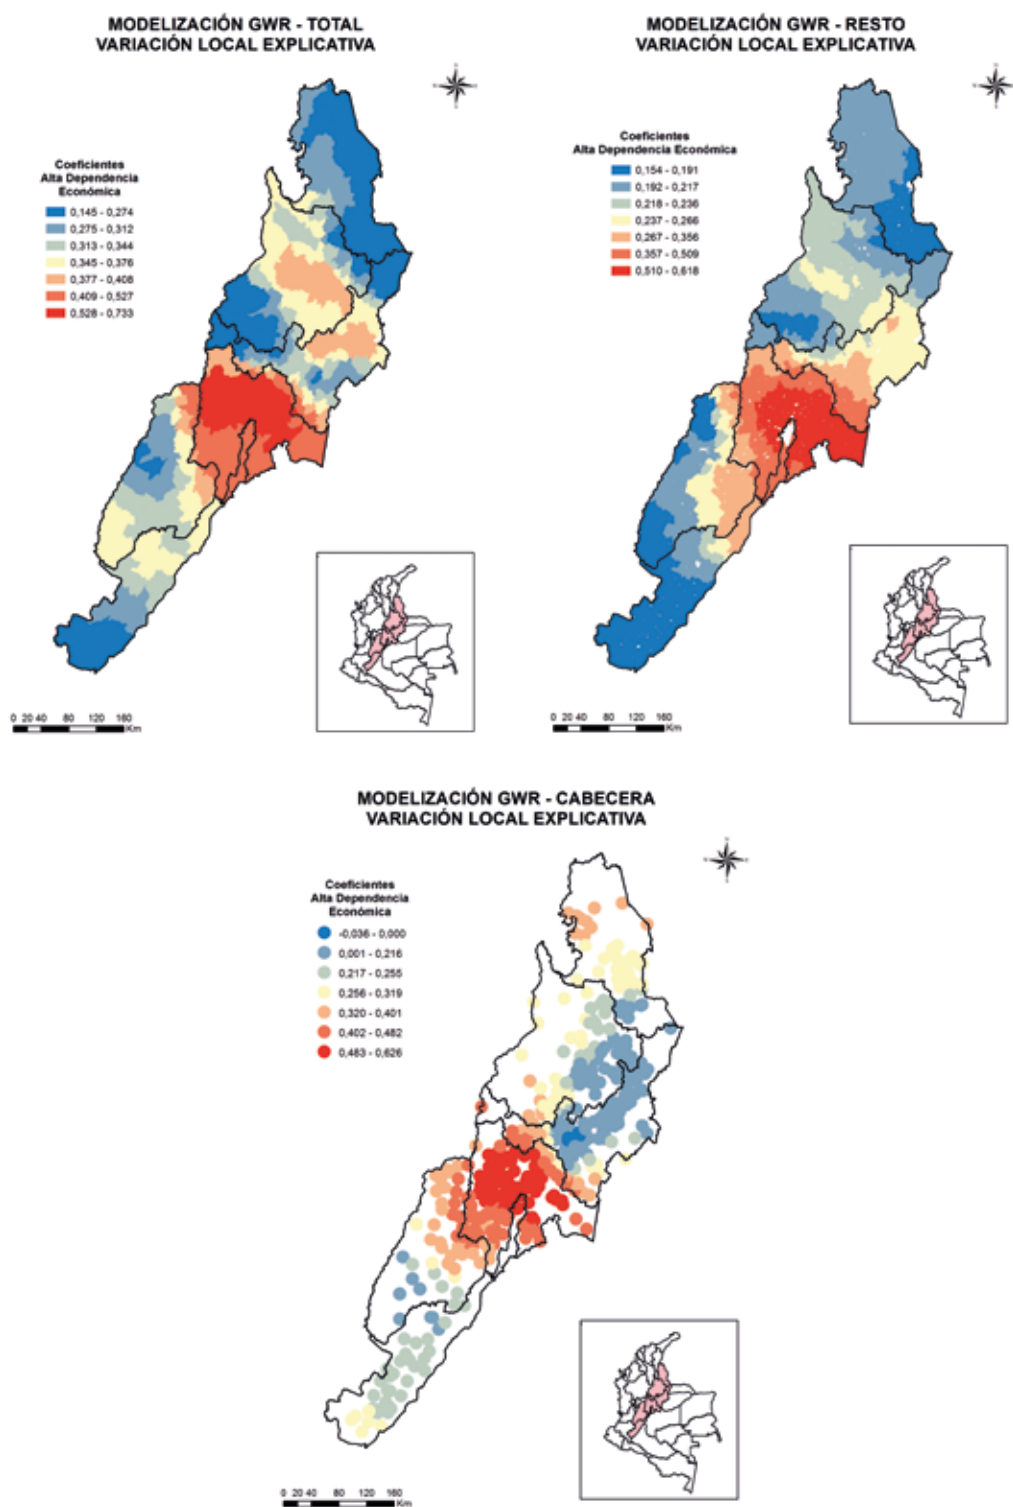 MODELIZACIÓN GWR - TOTAL
VARIACIÓN LOCAL EXPLICATIVA
Coeficientes
Alta Dependencia
Económica
0,145 - 0,274
0,275 - 0,312
0,313 - 0,344
0,345 - 0,376
0,377 - 0,408
0,409 - 0,527
0,528 - 0,733
0 20 40 80 120 160
Km
MODELIZACIÓN GWR - RESTO
VARIACIÓN LOCAL EXPLICATIVA
Coeficientes
Alta Dependencia Económica
0,154 - 0,191
0,192 - 0,217
0,218 - 0,236
0,237 - 0,266
0,267 - 0,356
0,357 - 0,509
0,510 - 0,618
0 20 40 80 120 160
Km
MODELIZACIÓN GWR - CABECERA
VARIACIÓN LOCAL EXPLICATIVA
Coeficientes
Alta Dependencia
Económica
-0,036 - 0,000
0,001 - 0,216
0,217 - 0,255
0,256 - 0,319
0,320 - 0,401
0,402 - 0,482
0,483 - 0,626
0 20 40 80 120 160
Km